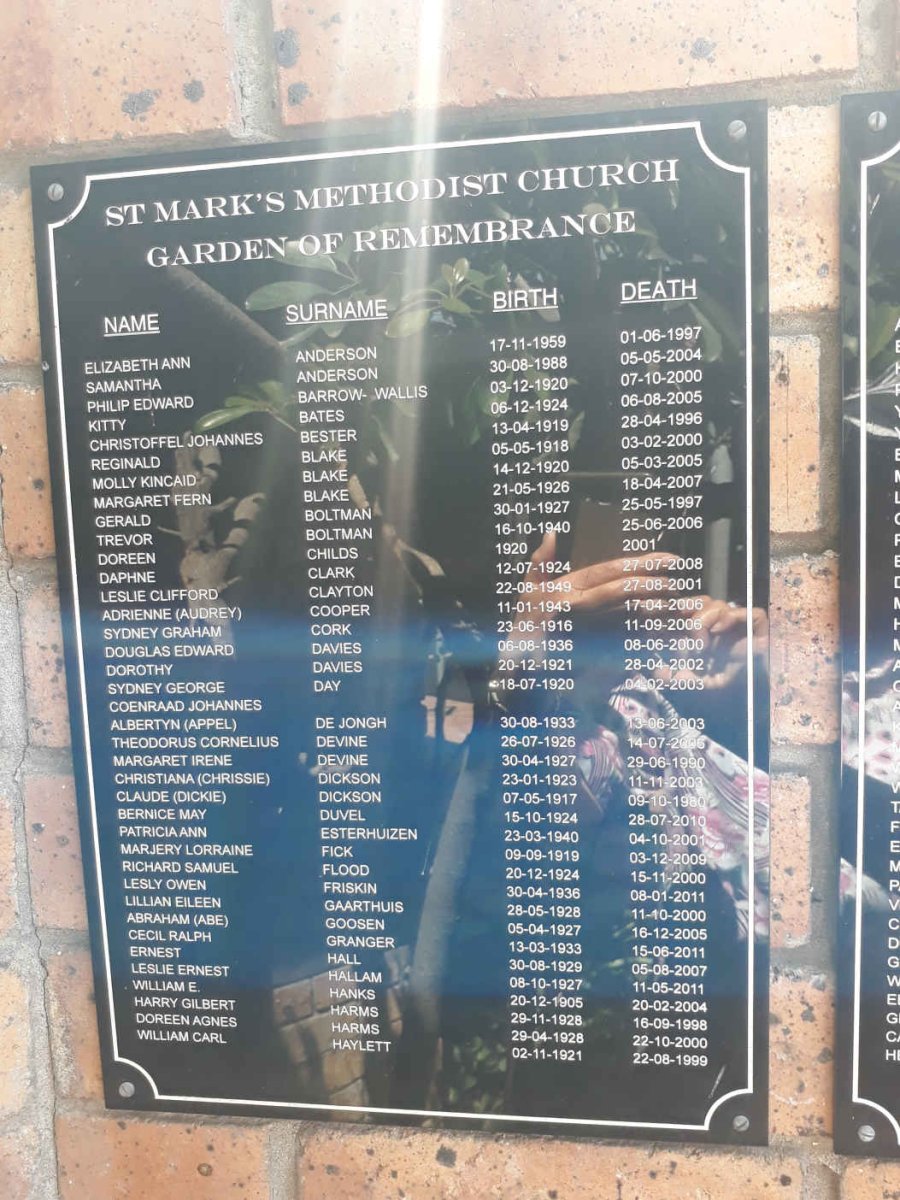 ST MARK'S METHODIST CHURCH
GARDEN OF REMEMBRANCE
NAME SURNAME BIRTH DEATH
ELIZABETH ANN ANDERSON 17-11-1959 01-06-1997
SAMANTHA ANDERSON 30-08-1988 05-05-2004
PHILIP EDWARD BARROW- WALLIS 03-12-1920 07-10-2000
KITTY BATES 06-12-1924 06-08-2005
CHRISTOFFEL JOHANNES BESTER 13-04-1919 28-04-1996
REGINALD BLAKE 05-05-1918 03-02-2000
MOLLY KINCAID BLAKE 14-12-1920 05-03-2005
MARGARET FERN BLAKE 21-05-1926 18-04-2007
GERALD BOLTMAN 30-01-1927 25-05-1997
TREVOR BOLTMAN 16-10-1940 25-06-2006
DOREEN CHILDS 1920 2001
DAPHNE CLARK 12-07-1924 27-07-2008
LESLIE CLIFFORD CLAYTON 22-08-1949 27-08-2001
ADRIENNE (AUDREY) COOPER 11-01-1943 17-04-2006
SYDNEY GRAHAM CORK 23-06-1916 11-09-2006
DOUGLAS EDWARD DAVIES 06-08-1936 08-06-2000
DOROTHY DAVIES 20-12-1921 28-04-2002
SYDNEY GEORGE DAY 18-07-1920 04-02-2003
COENRAAD JOHANNES
ALBERTYN (APPEL) DE JONGH 30-08-1933 13-06-2003
THEODORUS CORNELIUS DEVINE 26-07-1926 14-07-2006
MARGARET IRENE DEVINE 30-04-1927 29-06-1990
CHRISTIANA (CHRISSIE) DICKSON 23-01-1923 11-11-2003
CLAUDE (DICKIE) DICKSON 07-05-1917 09-10-1980
BERNICE MAY DUVEL 15-10-1924 28-07-2010
PATRICIA ANN ESTERHUIZEN 23-03-1940 04-10-2001
MARJERY LORRAINE FICK 09-09-1919 03-12-2009
RICHARD SAMUEL FLOOD 20-12-1924 15-11-2000
LESLY OWEN FRISKIN 30-04-1936 08-01-2011
LILLIAN EILEEN GAARTHUIS 28-05-1928 11-10-2000
ABRAHAM (ABE) GOOSEN 05-04-1927 16-12-2005
CECIL RALPH GRANGER 13-03-1933 15-06-2011
ERNEST HALL 30-08-1929 05-08-2007
LESLIE ERNEST HALLAM 08-10-1927 11-05-2011
WILLIAM E. HANKS 20-12-1905 20-02-2004
HARRY GILBERT HARMS 29-11-1928 16-09-1998
DOREEN AGNES HARMS 29-04-1928 22-10-2000
WILLIAM CARL HAYLETT 02-11-1921 22-08-1999